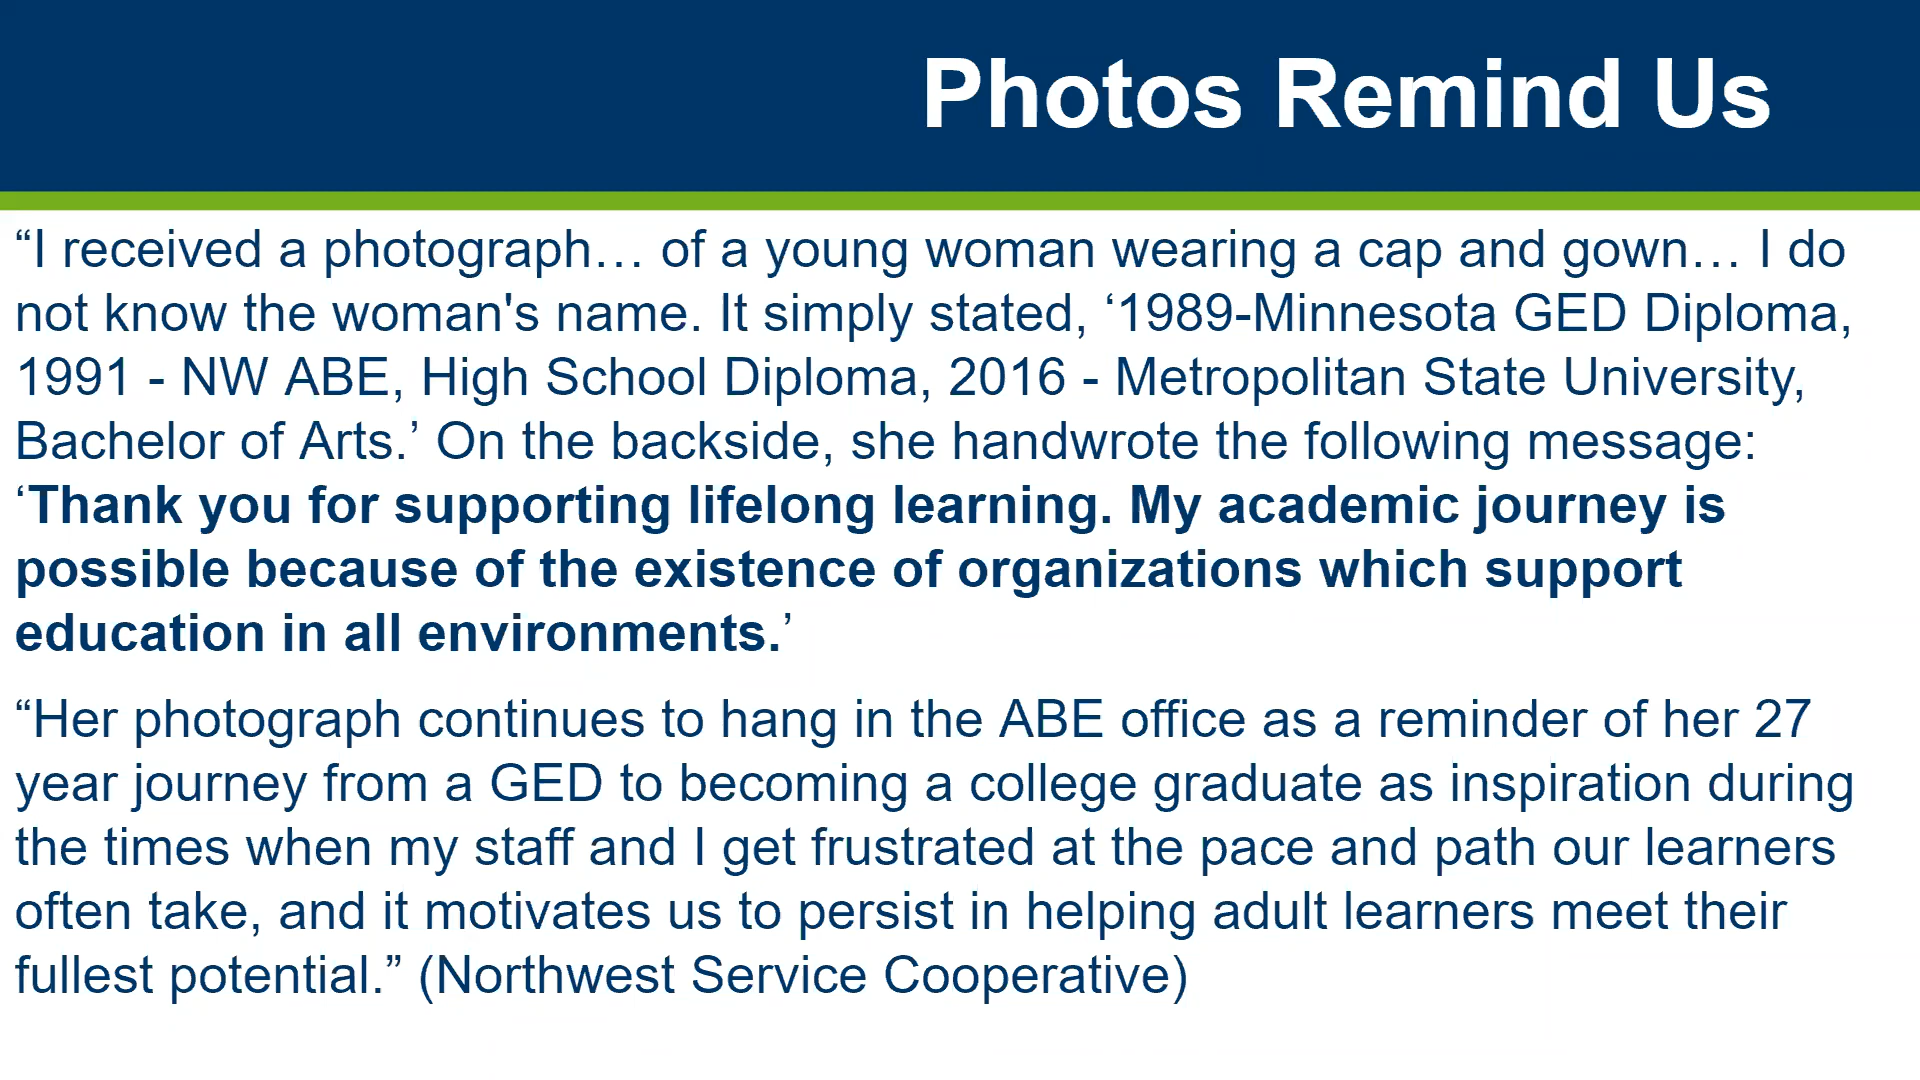 Photos Remind Us
“I received a photograph… of a young woman wearing a cap and gown… I do
not know the woman's name. It simply stated, ‘1989-Minnesota GED Diploma,
1991 - NW ABE, High School Diploma, 2016 - Metropolitan State University,
Bachelor of Arts.’ On the backside, she handwrote the following message:
‘Thank you for supporting lifelong learning. My academic journey is
possible because of the existence of organizations which support
education in all environments.’
“Her photograph continues to hang in the ABE office as a reminder of her 27
year journey from a GED to becoming a college graduate as inspiration during
the times when my staff and I get frustrated at the pace and path our learners
often take, and it motivates us to persist in helping adult learners meet their
fullest potential.” (Northwest Service Cooperative)